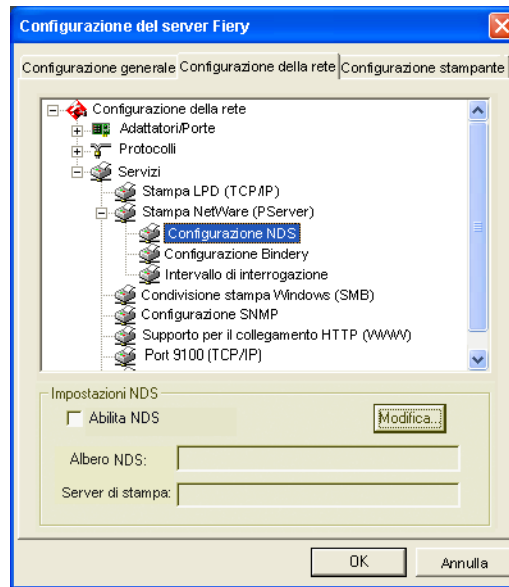 Configurazione del server Fiery
Configurazione generale Configurazione della rete Configurazione stampante
Configurazione della rete
Adattatori/Porte
Protocolli
Servizi
Stampa LPD (TCP/IP)
Stampa NetWare (PServer)
Configurazione NDS
Configurazione Bindery
Intervallo di interrogazione
Condivisione stampa Windows (SMB)
Configurazione SNMP
Supporto per il collegamento HTTP (WWW)
Port 9100 (TCP/IP)
Impostazioni NDS
Abilita NDS
Modifica...
Albero NDS:
Server di stampa:
OK Annulla